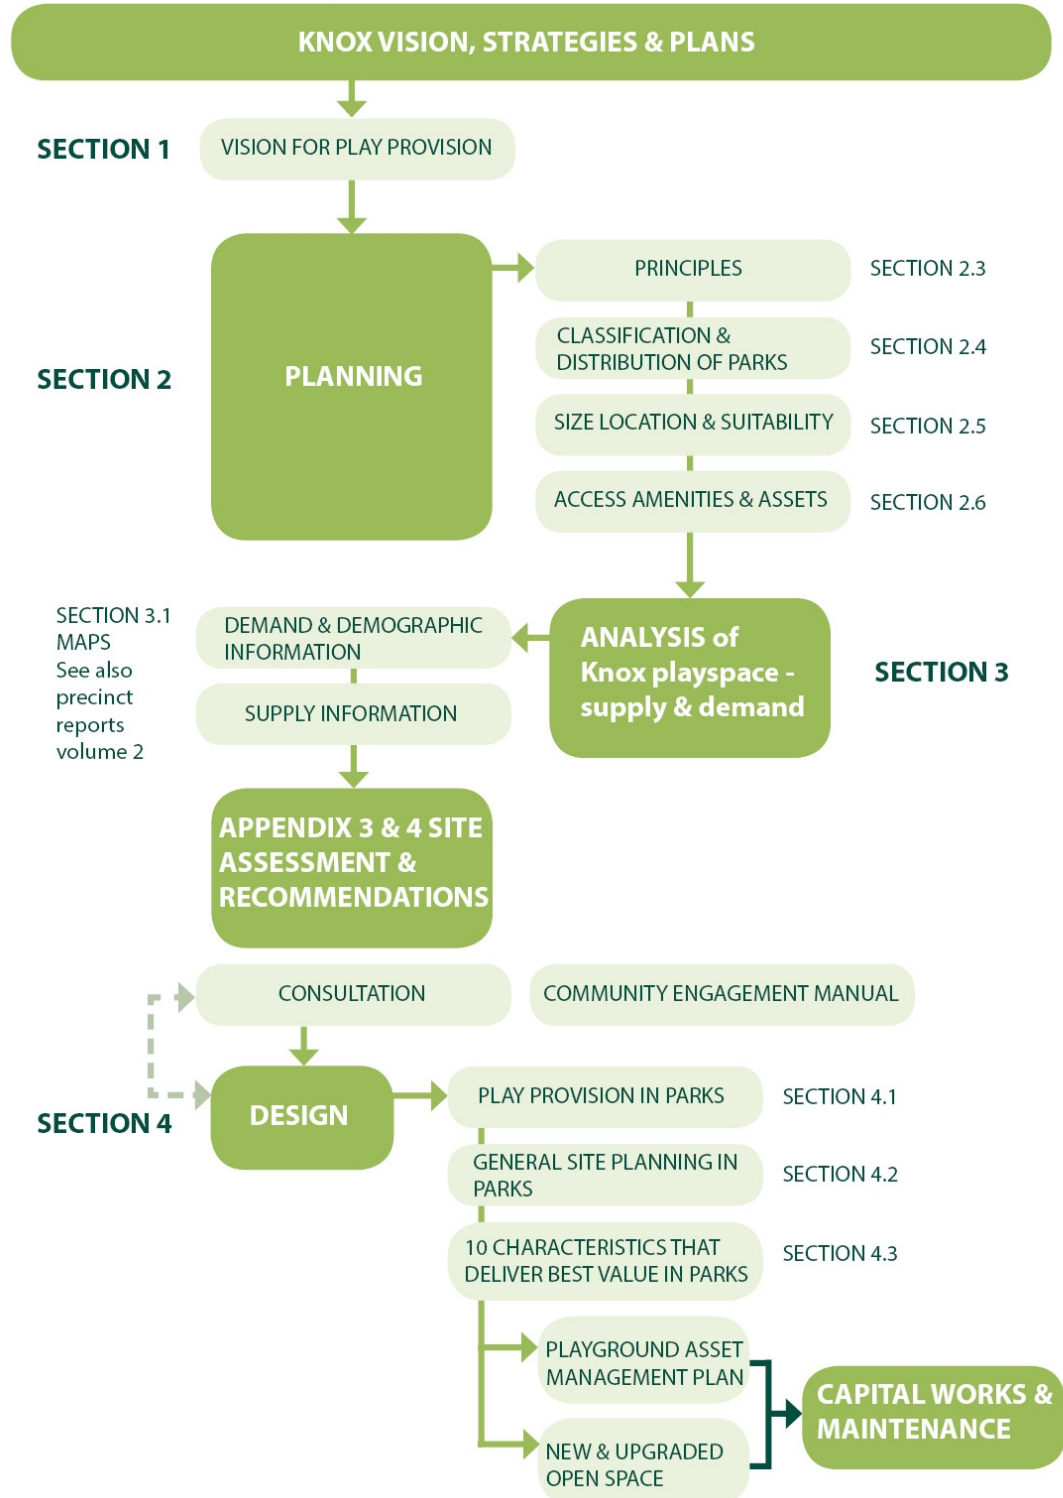 KNOX VISION, STRATEGIES & PLANS
SECTION 1
VISION FOR PLAY PROVISION
SECTION 2
PLANNING
PRINCIPLES
SECTION 2.3
CLASSIFICATION &
DISTRIBUTION OF PARKS
SECTION 2.4
SIZE LOCATION & SUITABILITY
SECTION 2.5
ACCESS AMENITIES & ASSETS
SECTION 2.6
SECTION 3.1
MAPS
See also
precinct
reports
volume 2
DEMAND & DEMOGRAPHIC
INFORMATION
SUPPLY INFORMATION
ANALYSIS of
Knox playspace -
supply & demand
SECTION 3
APPENDIX 3 & 4 SITE
ASSESSMENT &
RECOMMENDATIONS
CONSULTATION
COMMUNITY ENGAGEMENT MANUAL
SECTION 4
DESIGN
PLAY PROVISION IN PARKS
SECTION 4.1
GENERAL SITE PLANNING IN
PARKS
SECTION 4.2
10 CHARACTERISTICS THAT
DELIVER BEST VALUE IN PARKS
SECTION 4.3
PLAYGROUND ASSET
MANAGEMENT PLAN
NEW & UPGRADED
OPEN SPACE
CAPITAL WORKS &
MAINTENANCE